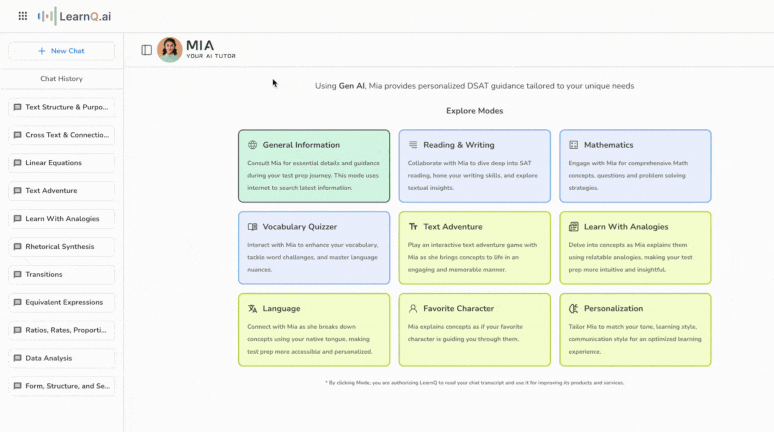 LearnQ.ai
+ New Chat
Chat History
Text Structure & Purpo...
Cross Text & Connectio...
Linear Equations
Text Adventure
Learn With Analogies
Rhetorical Synthesis
Transitions
Equivalent Expressions
Ratios, Rates, Proporti...
Data Analysis
Form, Structure, and Se...
MIA
YOUR AI TUTOR
Using Gen AI, Mia provides personalized DSAT guidance tailored to your unique needs
Explore Modes
General Information
Consult Mia for essential details and guidance
during your test prep journey. This mode uses
internet to search latest information.
Reading & Writing
Collaborate with Mia to dive deep into SAT
reading, hone your writing skills, and explore
textual insights.
Mathematics
Engage with Mia for comprehensive Math
concepts, questions and problem solving
strategies.
Vocabulary Quizzer
Interact with Mia to enhance your vocabulary,
tackle word challenges, and master language
nuances.
Text Adventure
Play an interactive text adventure game with
Mia as she brings concepts to life in an
engaging and memorable manner.
Learn With Analogies
Delve into concepts as Mia explains them
using relatable analogies, making your test
prep more intuitive and insightful.
Language
Connect with Mia as she breaks down
concepts using your native tongue, making
test prep more accessible and personalized.
Favorite Character
Mia explains concepts as if your favorite
character is guiding you through them.
Personalization
Tailor Mia to match your tone, learning style,
communication style for an optimized learning
experience.
* By clicking Mode, you are authorizing LearnQ to read your chat transcript and use it for improving its products and services.